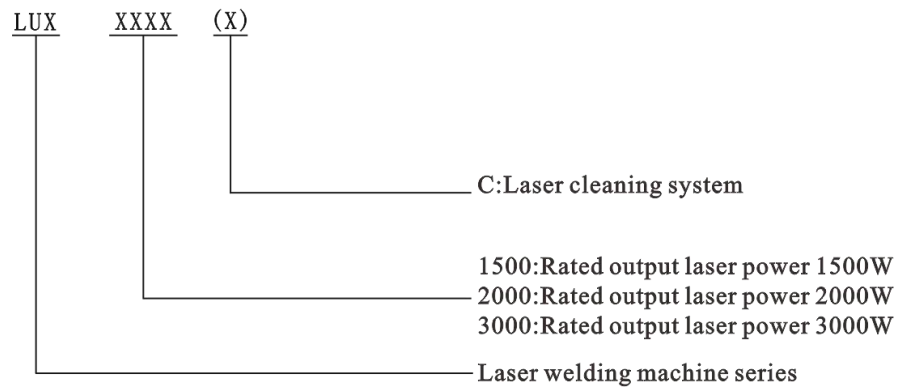 LUX XXXX (X)
C:Laser cleaning system
1500:Rated output laser power 1500W
2000:Rated output laser power 2000W
3000:Rated output laser power 3000W
Laser welding machine series